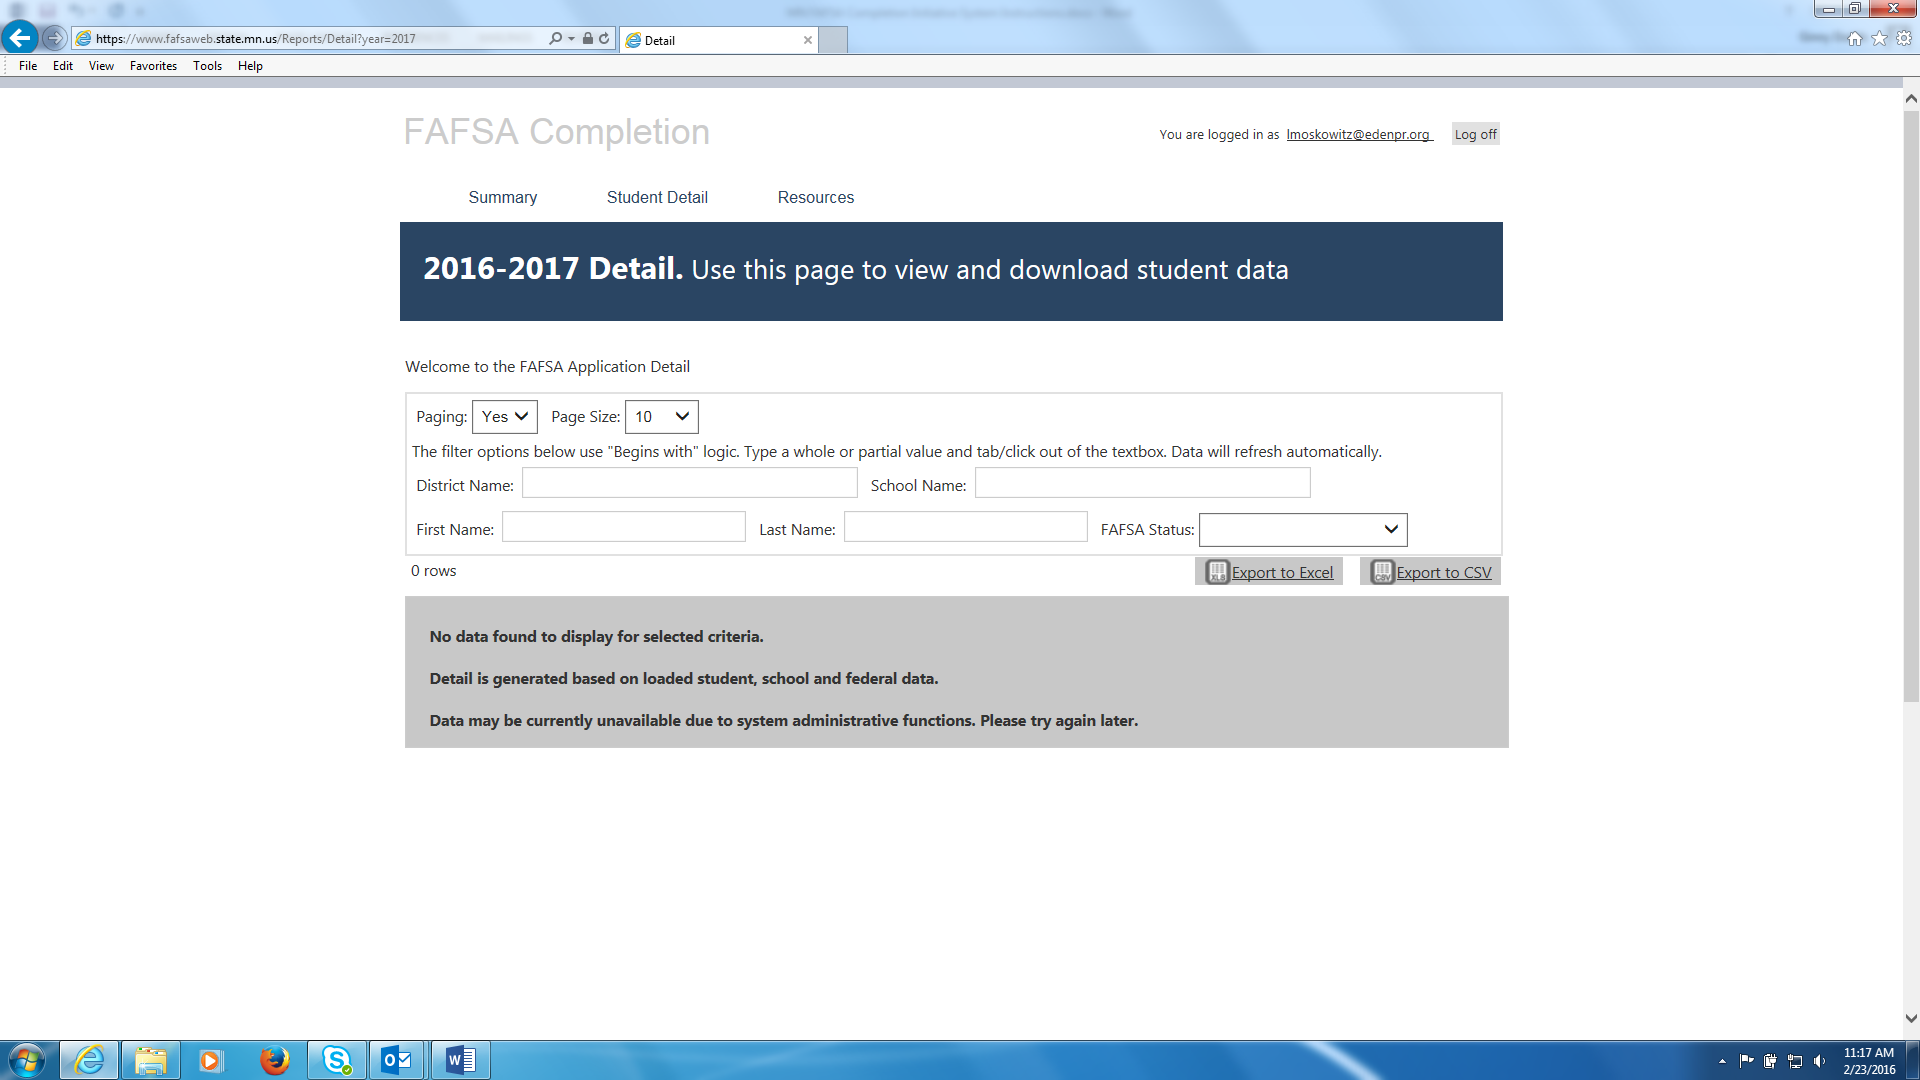 https://www.fafsaweb.state.mn.us/Reports/Detail?year=2017
Detail
File Edit View Favorites Tools Help
FAFSA Completion
You are logged in as lmoskowitz@edenpr.org Log off
Summary Student Detail Resources
2016-2017 Detail. Use this page to view and download student data
Welcome to the FAFSA Application Detail
Paging: Yes Page Size: 10
The filter options below use "Begins with" logic. Type a whole or partial value and tab/click out of the textbox. Data will refresh automatically.
District Name: School Name:
First Name: Last Name: FAFSA Status:
0 rows
XLS Export to Excel CSV Export to CSV
No data found to display for selected criteria.
Detail is generated based on loaded student, school and federal data.
Data may be currently unavailable due to system administrative functions. Please try again later.
11:17 AM
2/23/2016